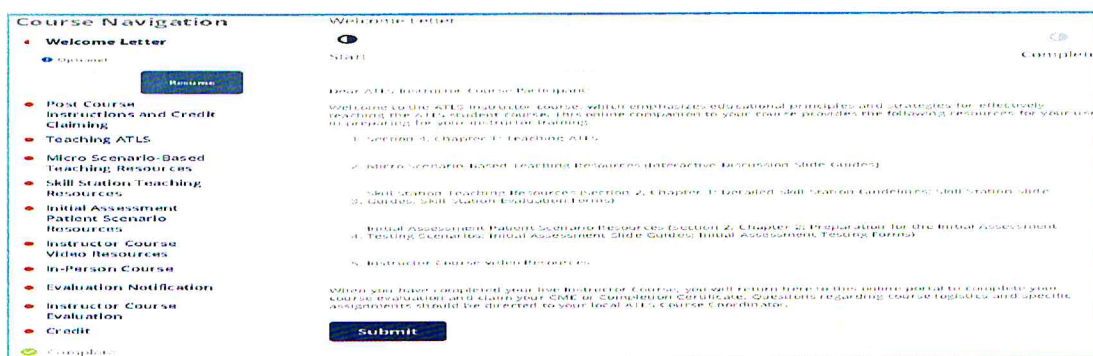 Course Navigation
Welcome Letter
Optional
Resume
Post Course
Instructions and Credit
Claiming
Teaching ATLS
Micro Scenario-Based
Teaching Resources
Skill Station Teaching
Resources
Initial Assessment
Patient Scenario
Resources
Instructor Course
Video Resources
In-Person Course
Evaluation Notification
Instructor Course
Evaluation
Credit
Complete
Welcome Letter
Start
Complete
Dear ATLS Instructor Course Participant:
Welcome to the ATLS Instructor course, which emphasizes educational principles and strategies for effectively
teaching the ATLS student course. This online companion to your course provides the following resources for your use
in preparing for your instructor training:
1. Section 3, Chapter 1: Teaching ATLS
2. Micro Scenario-Based Teaching Resources (Interactive Discussion Slide Guides)
Skill Station Teaching Resources (Section 2, Chapter 1: Detailed Skill Station Guidelines; Skill Station Slide
3. Guides; Skill Station Evaluation Forms)
Initial Assessment Patient Scenario Resources (Section 2, Chapter 2: Preparation for the Initial Assessment
4. Testing Scenarios; Initial Assessment Slide Guides; Initial Assessment Testing Forms)
5. Instructor Course Video Resources
When you have completed your live Instructor Course, you will return here to this online portal to complete your
course evaluation and claim your CME or Completion Certificate. Questions regarding course logistics and specific
assignments should be directed to your local ATLS Course Coordinator.
Submit